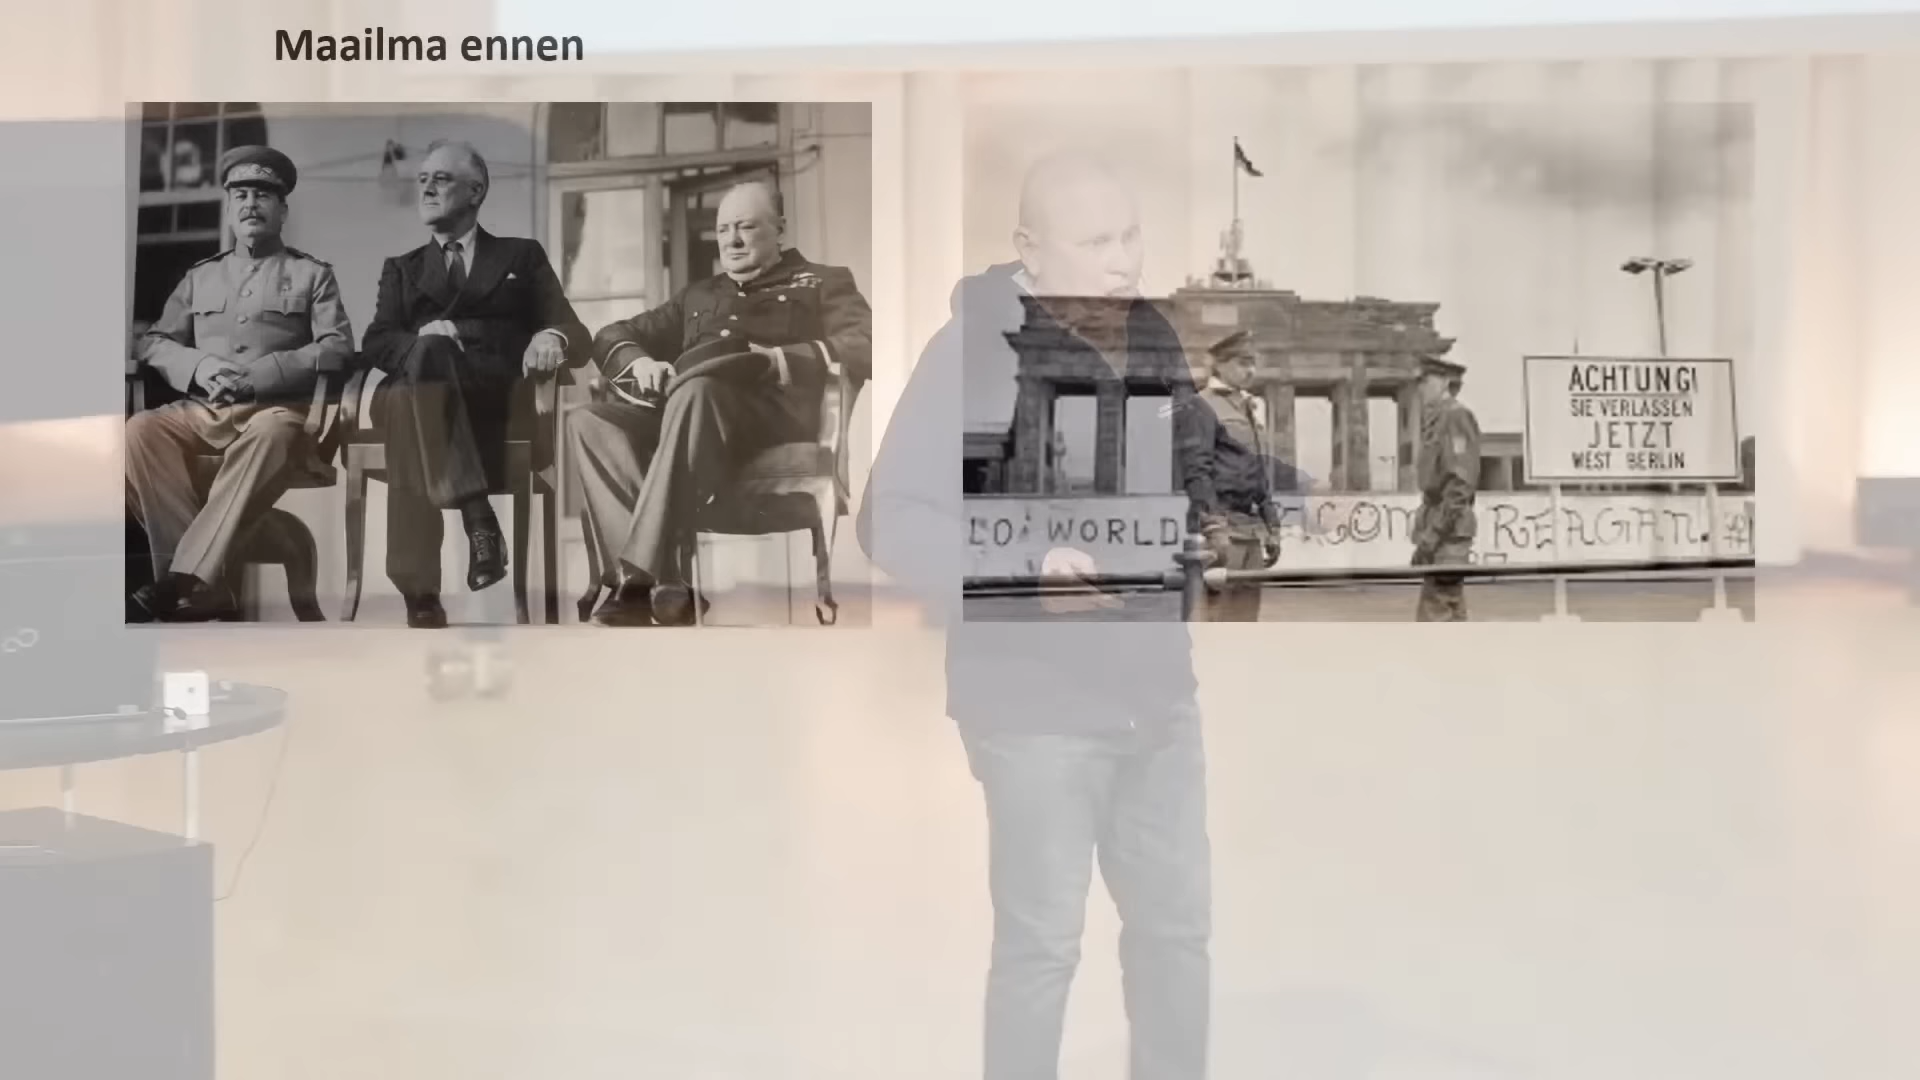 Maailma ennen
ACHTUNG!
SIE VERLASSEN
JETZT
WEST BERLIN
WORLD
REAGAN.